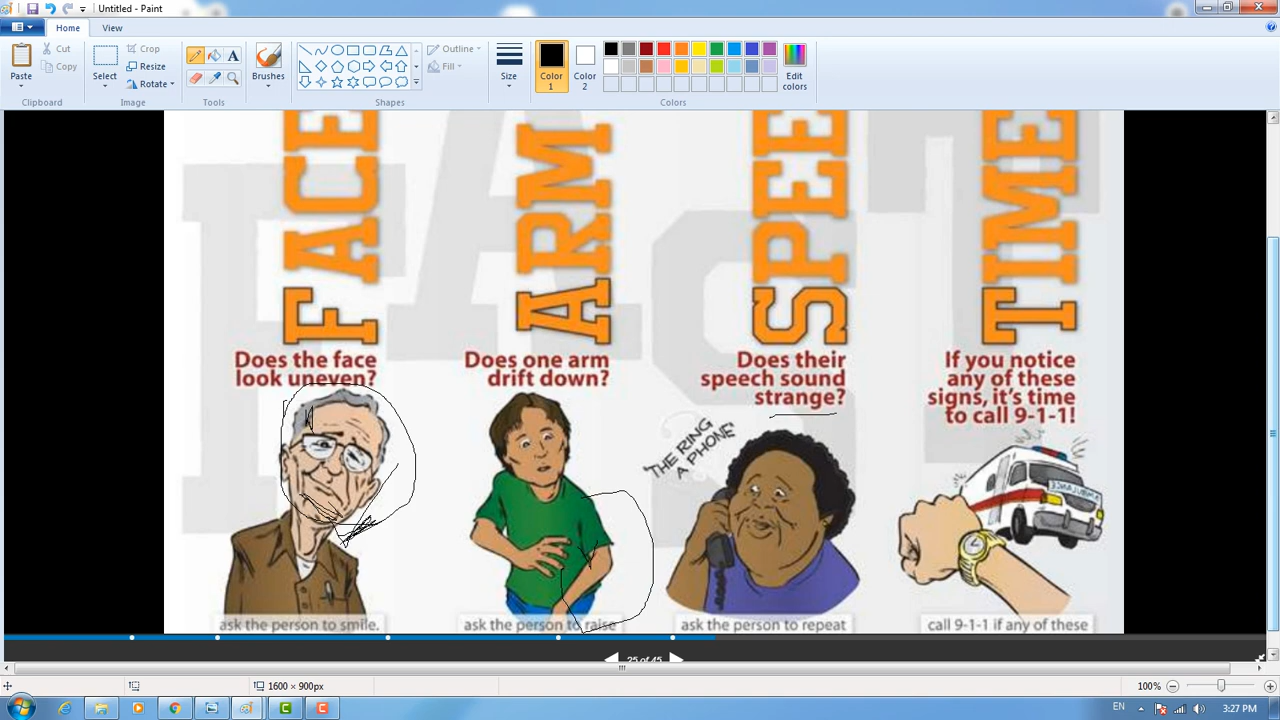 Untitled - Paint
Home
View
Paste
Cut
Copy
Clipboard
Select
Crop
Resize
Rotate
Image
Tools
Brushes
Shapes
Outline
Fill
Size
Color 1
Color 2
Edit colors
Colors
FACE
ARM
SPEE
TIME
FAST
Does the face
look uneven?
Does one arm
drift down?
Does their
speech sound
strange?
If you notice
any of these
signs, it's time
to call 9-1-1!
"THE RING
A PHONE"
AMBULANCE
ask the person to smile.
ask the person to raise
ask the person to repeat
call 9-1-1 if any of these
25 of 45
1600 × 900px
100%
EN
3:27 PM